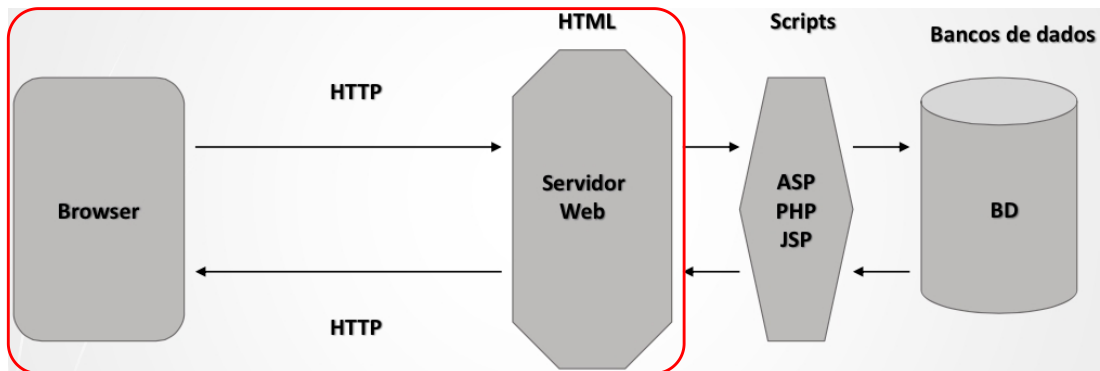 HTML
Scripts
Bancos de dados
HTTP
Browser
Servidor
Web
ASP
PHP
JSP
BD
HTTP